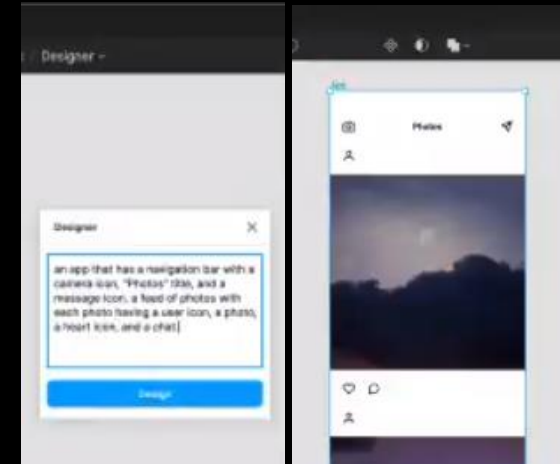 / Designer
Designer
an app that has a navigation bar with a
camera icon, "Photos" title, and a
message icon, a feed of photos with
each photo having a user icon, a photo,
a heart icon, and a chat
Design
Photos